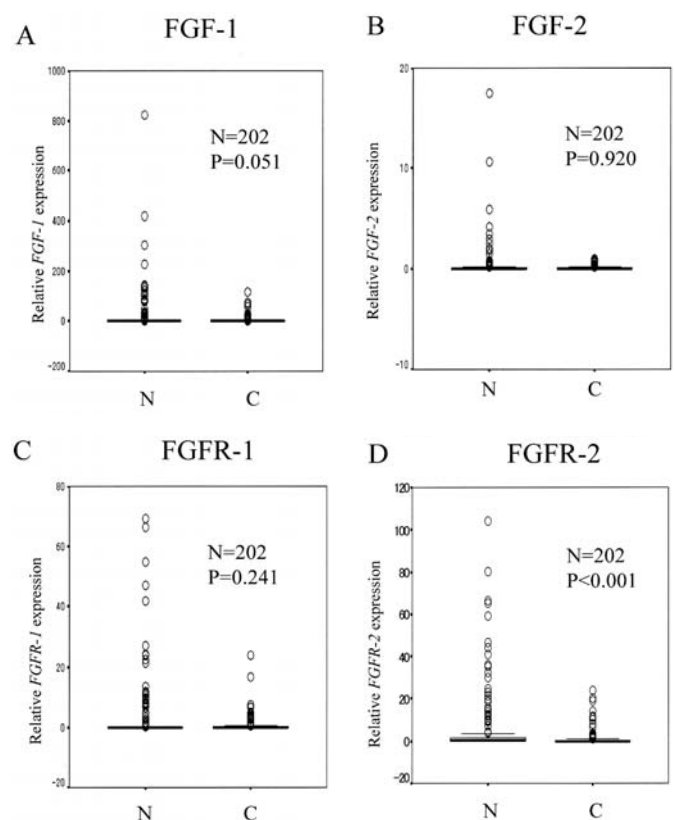 A
FGF-1
Relative FGF-1 expression
1000
800
600
400
200
0
-200
N=202
P=0.051
N
C
B
FGF-2
Relative FGF-2 expression
20
10
0
-10
N=202
P=0.920
N
C
C
FGFR-1
Relative FGFR-1 expression
80
60
40
20
0
-20
N=202
P=0.241
N
C
D
FGFR-2
Relative FGFR-2 expression
120
100
80
60
40
20
0
-20
N=202
P<0.001
N
C